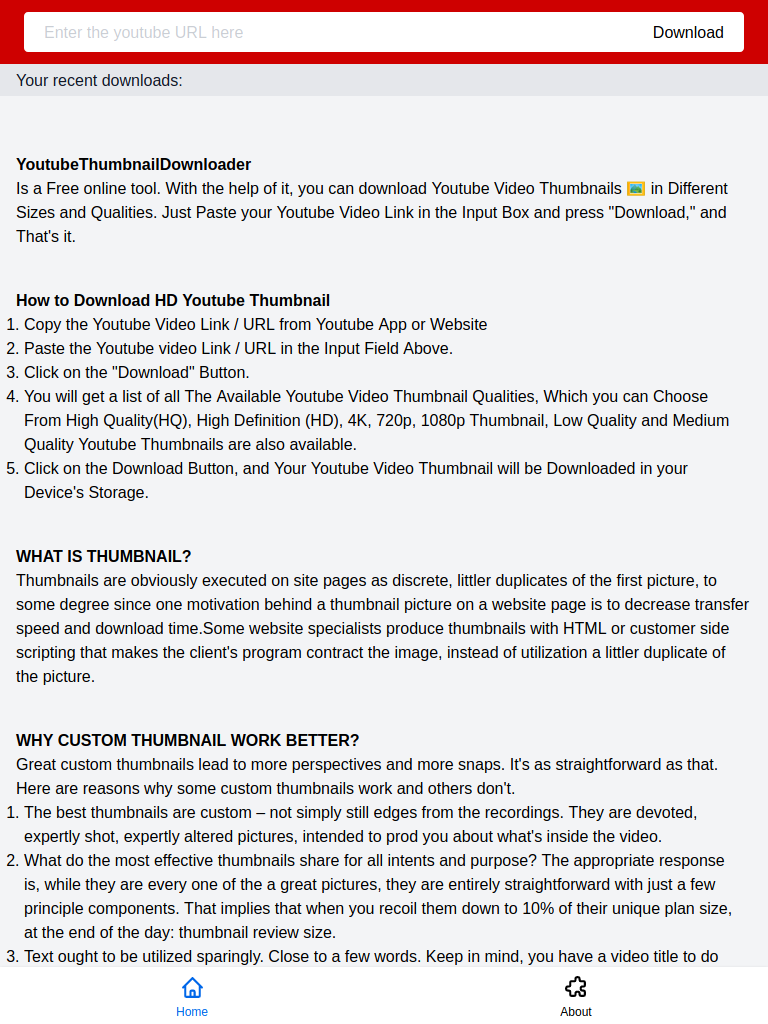 Enter the youtube URL here Download
Your recent downloads:
YoutubeThumbnailDownloader
Is a Free online tool. With the help of it, you can download Youtube Video Thumbnails 🖼️ in Different
Sizes and Qualities. Just Paste your Youtube Video Link in the Input Box and press "Download," and
That's it.
How to Download HD Youtube Thumbnail
1. Copy the Youtube Video Link / URL from Youtube App or Website
2. Paste the Youtube video Link / URL in the Input Field Above.
3. Click on the "Download" Button.
4. You will get a list of all The Available Youtube Video Thumbnail Qualities, Which you can Choose
From High Quality(HQ), High Definition (HD), 4K, 720p, 1080p Thumbnail, Low Quality and Medium
Quality Youtube Thumbnails are also available.
5. Click on the Download Button, and Your Youtube Video Thumbnail will be Downloaded in your
Device's Storage.
WHAT IS THUMBNAIL?
Thumbnails are obviously executed on site pages as discrete, littler duplicates of the first picture, to
some degree since one motivation behind a thumbnail picture on a website page is to decrease transfer
speed and download time.Some website specialists produce thumbnails with HTML or customer side
scripting that makes the client's program contract the image, instead of utilization a littler duplicate of
the picture.
WHY CUSTOM THUMBNAIL WORK BETTER?
Great custom thumbnails lead to more perspectives and more snaps. It's as straightforward as that.
Here are reasons why some custom thumbnails work and others don't.
1. The best thumbnails are custom – not simply still edges from the recordings. They are devoted,
expertly shot, expertly altered pictures, intended to prod you about what's inside the video.
2. What do the most effective thumbnails share for all intents and purpose? The appropriate response
is, while they are every one of the a great pictures, they are entirely straightforward with just a few
principle components. That implies that when you recoil them down to 10% of their unique plan size,
at the end of the day: thumbnail review size.
3. Text ought to be utilized sparingly. Close to a few words. Keep in mind, you have a video title to do
Home About